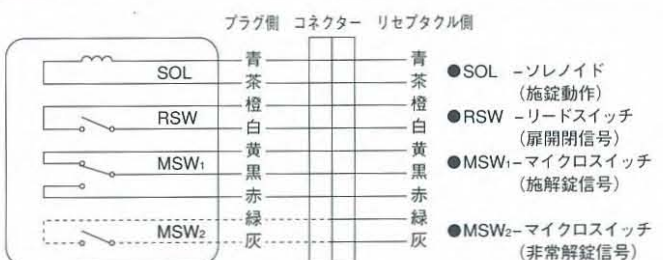 プラグ側 コネクター リセプタクル側
青 青
SOL
茶 茶
橙 橙
RSW
白 白
黄 黄
MSW₁
黒 黒
赤 赤
緑 緑
MSW₂
灰 灰
●SOL －ソレノイド
（施錠動作）
●RSW －リードスイッチ
（扉開閉信号）
●MSW₁－マイクロスイッチ
（施解錠信号）
●MSW₂－マイクロスイッチ
（非常解錠信号）